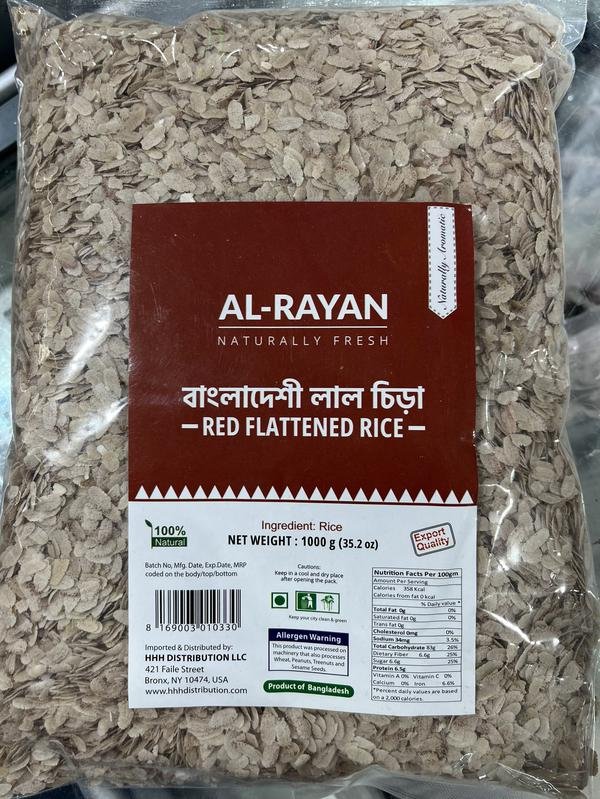 Naturally Aromatic
AL-RAYAN
NATURALLY FRESH
বাংলাদেশী লাল চিড়া
RED FLATTENED RICE
100%
Natural
Ingredient: Rice
NET WEIGHT : 1000 g (35.2 oz)
Export
Quality
Batch No, Mfg. Date, Exp.Date, MRP
coded on the body/top/bottom
8 169003 010330
Imported & Distributed by:
HHH DISTRIBUTION LLC
421 Faile Street
Bronx, NY 10474, USA
www.hhhdistribution.com
Cautions:
Keep in a cool and dry place
after opening the pack.
Keep your city clean & green
Allergen Warning
This product was processed on
machinery that also processes
Wheat, Peanuts, Treenuts and
Sesame Seeds.
Product of Bangladesh
Nutrition Facts Per 100gm
Amount Per Serving
Calories 358 Kcal
Calories from fat 0 kcal
% Daily value *
Total Fat 0g 0%
Saturated fat 0g 0%
Trans fat 0g
Cholesterol 0mg 0%
Sodium 34mg 3.5%
Total Carbohydrate 83g 26%
Dietary Fiber 6.6g 25%
Sugar 6.6g 25%
Protein 6.5g
Vitamin A 0% Vitamin C 0%
Calcium 0% Iron 6.6%
*Percent daily values are based
on a 2,000 calories.